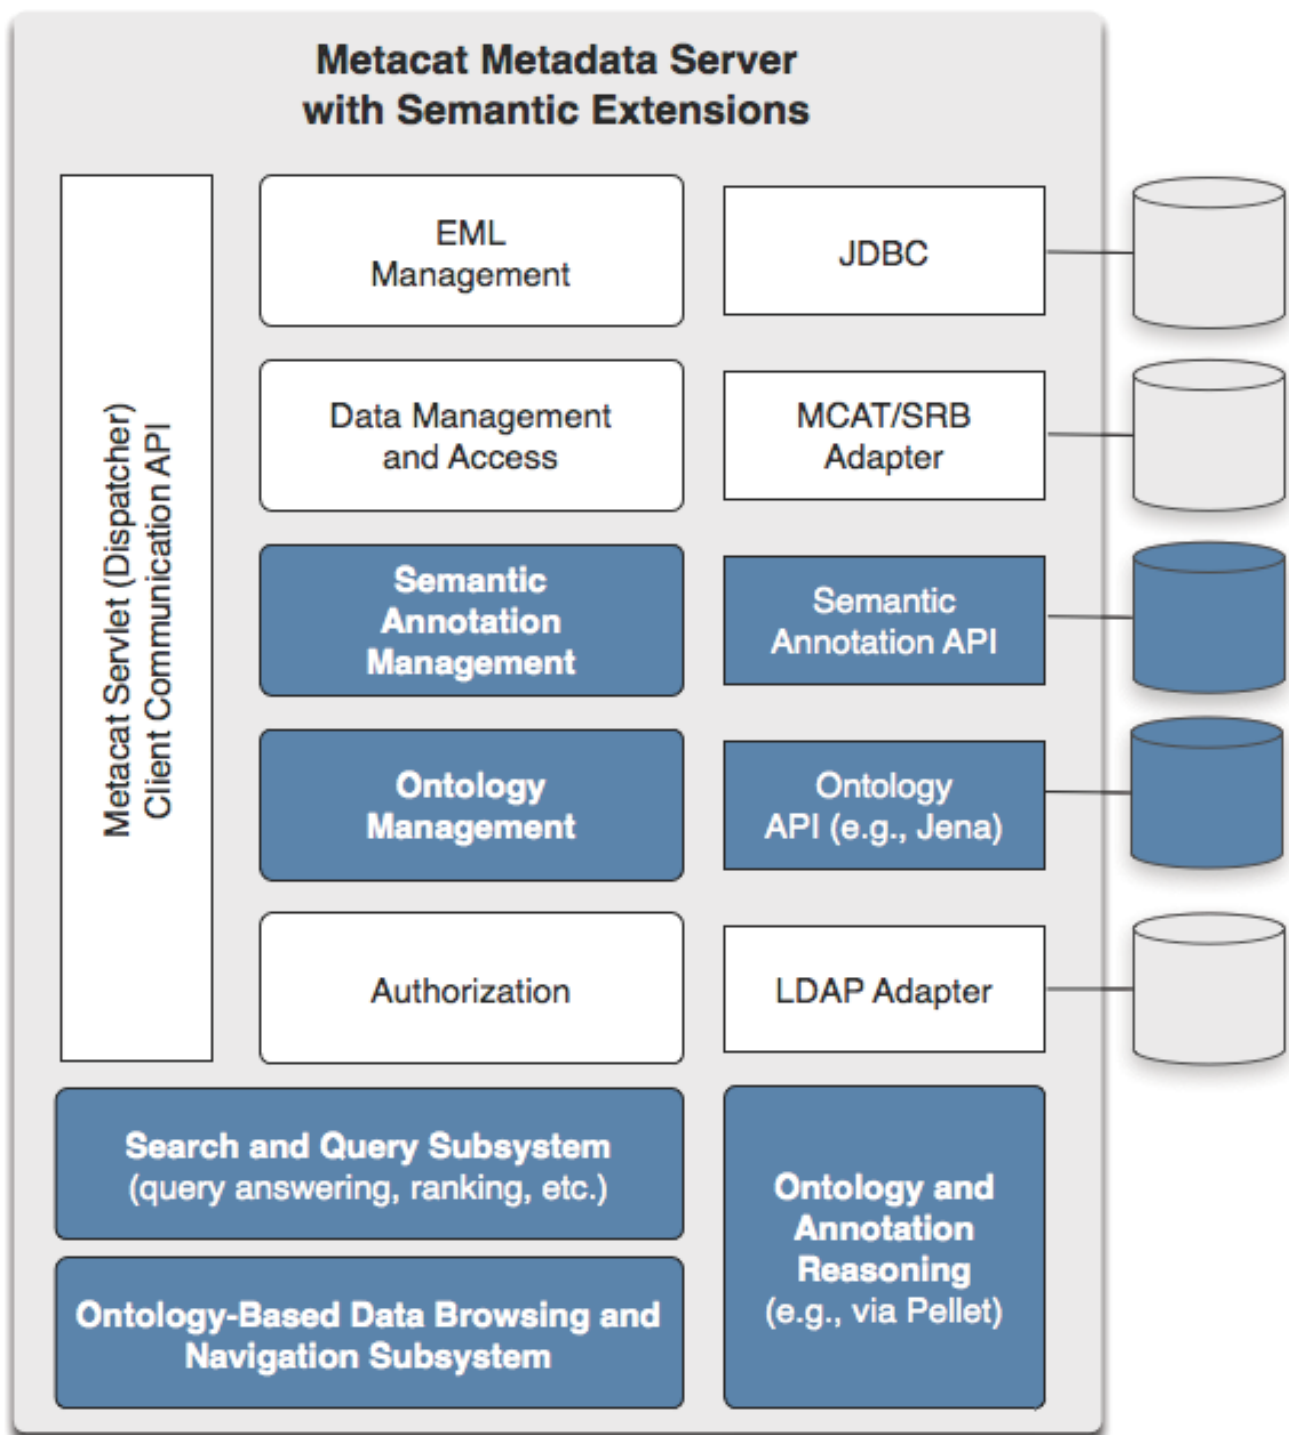 Metacat Metadata Server
with Semantic Extensions
Metacat Servlet (Dispatcher)
Client Communication API
EML
Management
JDBC
Data Management
and Access
MCAT/SRB
Adapter
Semantic
Annotation
Management
Semantic
Annotation API
Ontology
Management
Ontology
API (e.g., Jena)
Authorization
LDAP Adapter
Search and Query Subsystem
(query answering, ranking, etc.)
Ontology and
Annotation
Reasoning
(e.g., via Pellet)
Ontology-Based Data Browsing and
Navigation Subsystem